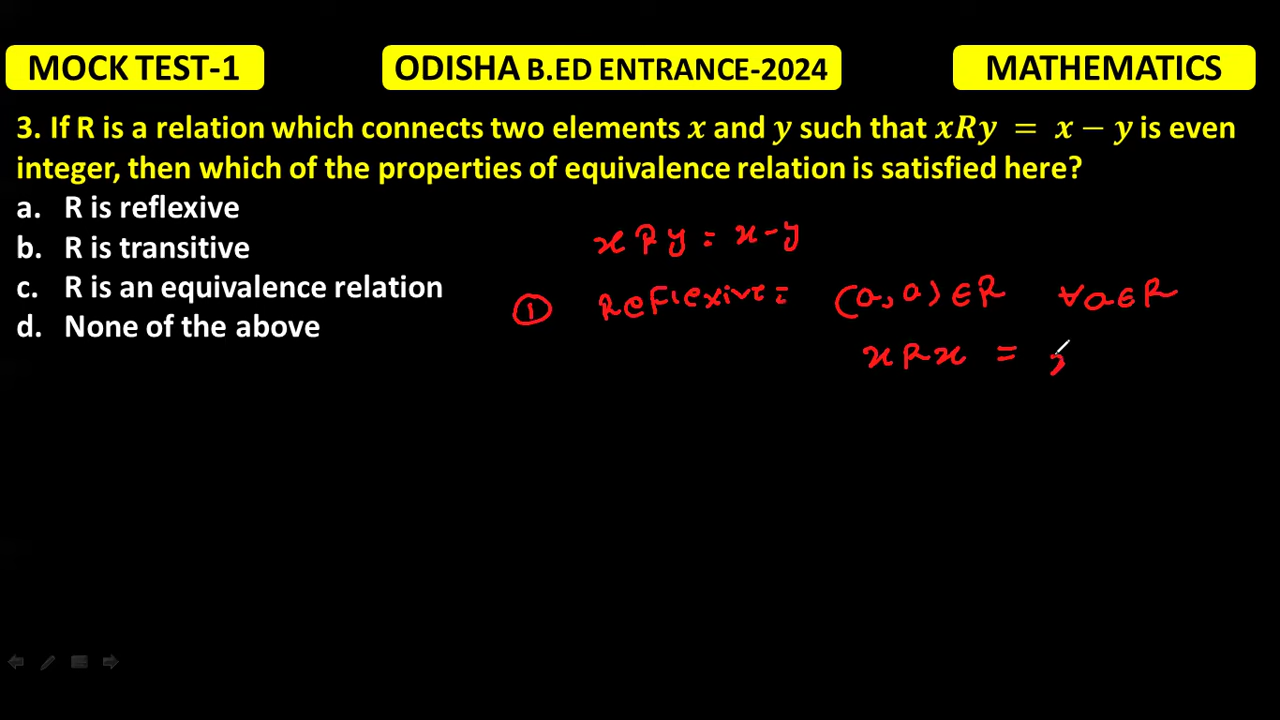 MOCK TEST-1 ODISHA B.ED ENTRANCE-2024 MATHEMATICS
3. If R is a relation which connects two elements x and y such that xRy = x − y is even
integer, then which of the properties of equivalence relation is satisfied here?
a. R is reflexive
b. R is transitive
c. R is an equivalence relation
d. None of the above
x R y = x - y
① Reflexive = (a, a) ∈ R ∀a ∈ R
x R x =